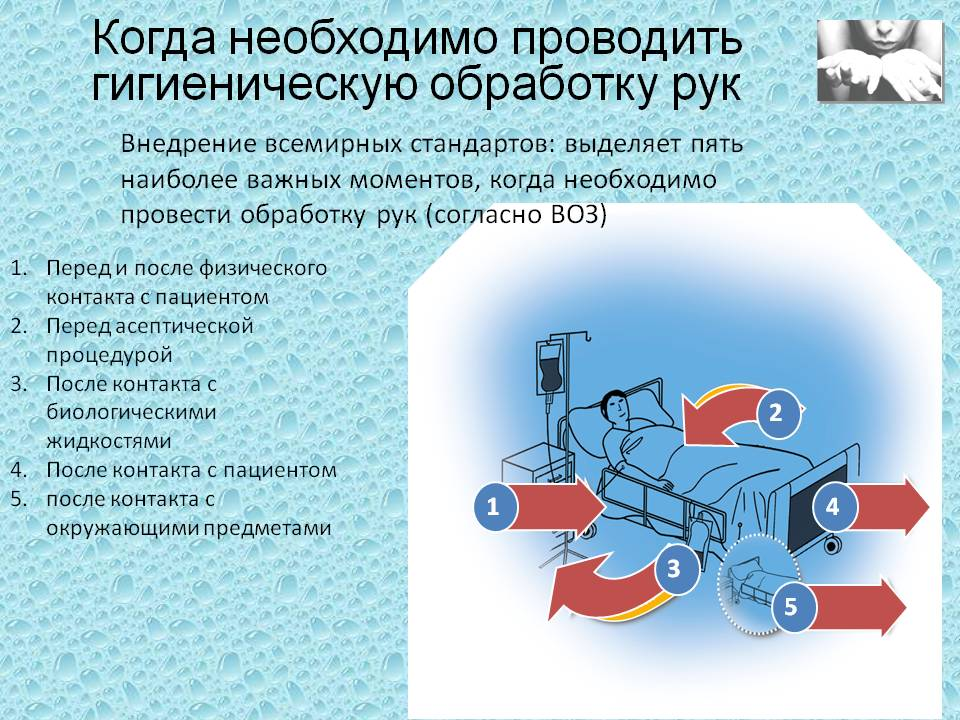 Когда необходимо проводить
гигиеническую обработку рук
Внедрение всемирных стандартов: выделяет пять
наиболее важных моментов, когда необходимо
провести обработку рук (согласно ВОЗ)
1. Перед и после физического
контакта с пациентом
2. Перед асептической
процедурой
3. После контакта с
биологическими
жидкостями
4. После контакта с пациентом
5. после контакта с
окружающими предметами
2
1
4
3
5